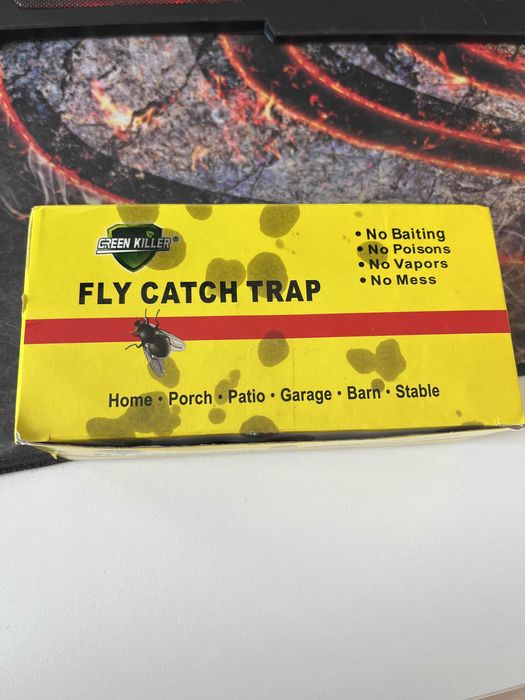 GREEN KILLER®
• No Baiting
• No Poisons
• No Vapors
• No Mess
FLY CATCH TRAP
Home • Porch • Patio • Garage • Barn • Stable